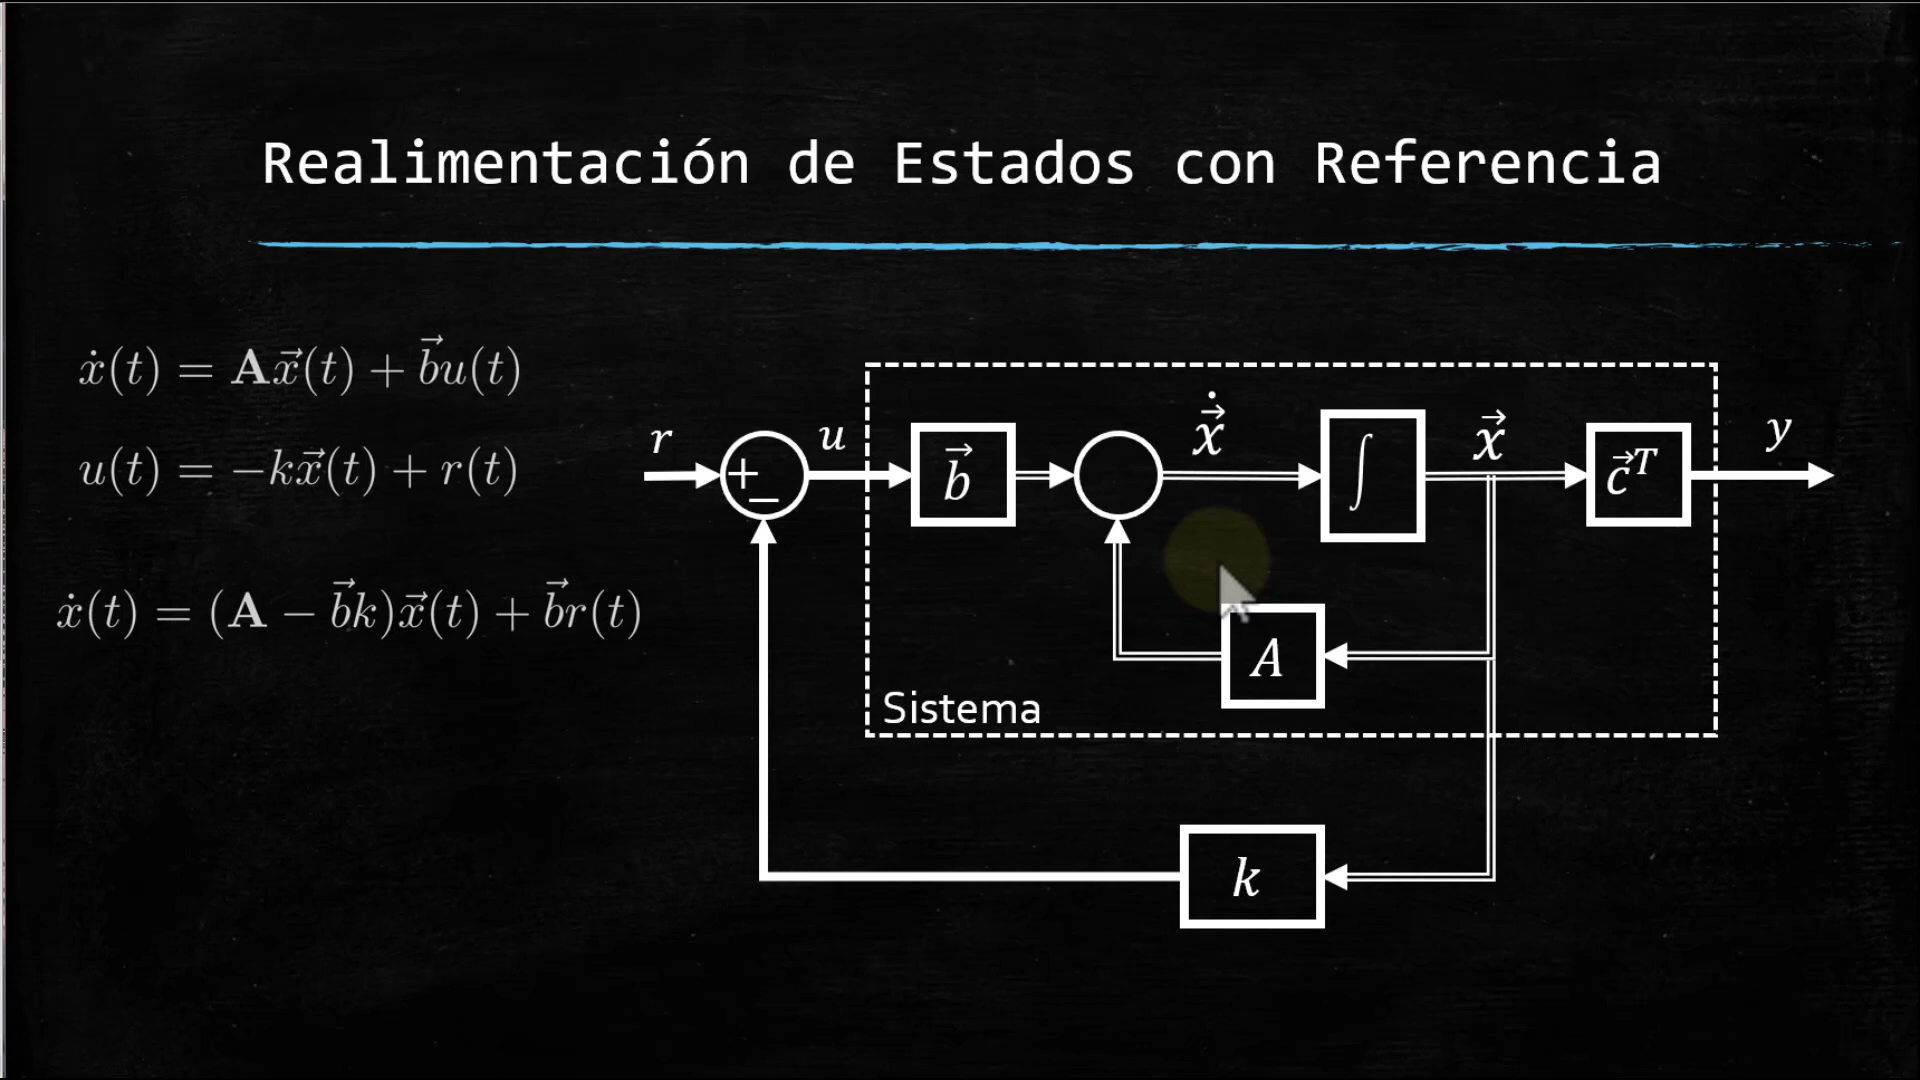 Realimentación de Estados con Referencia
ẋ(t) = Ax⃗(t) + b⃗u(t)
u(t) = −kx⃗(t) + r(t)
ẋ(t) = (A − b⃗k)x⃗(t) + b⃗r(t)
r
+
−
u
b⃗
x⃗̇
∫
x⃗
c⃗ᵀ
y
A
Sistema
k